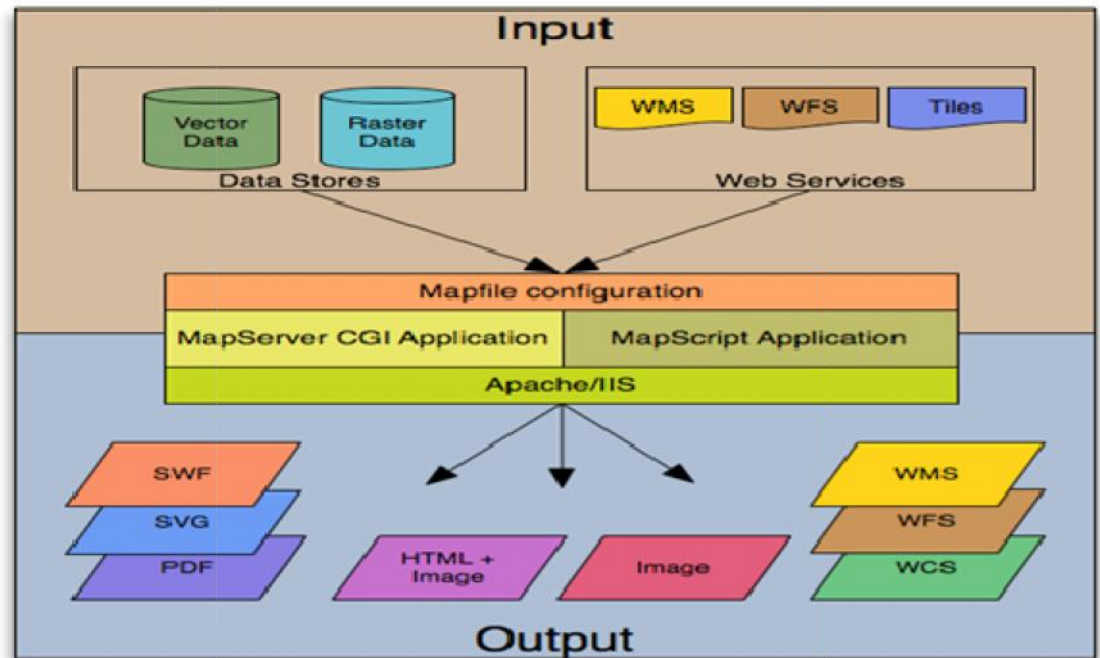 Input
Vector
Data
Raster
Data
Data Stores
WMS
WFS
Tiles
Web Services
Mapfile configuration
MapServer CGI Application
MapScript Application
Apache/IIS
SWF
SVG
PDF
HTML +
Image
Image
WMS
WFS
WCS
Output